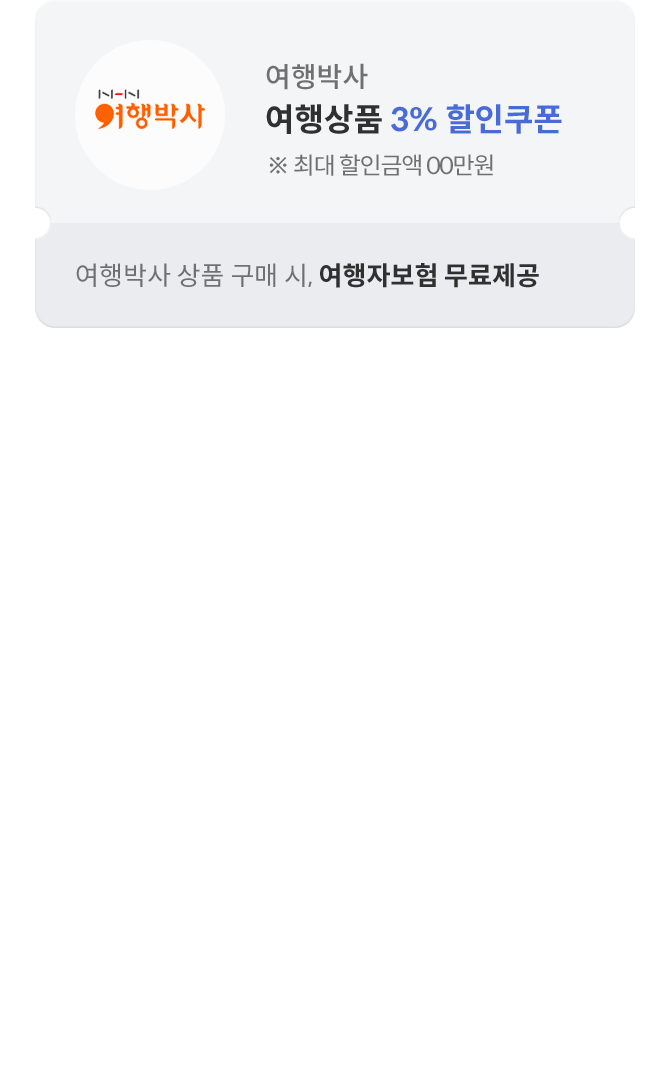 NHN
여행박사
여행박사
여행상품 3% 할인쿠폰
※ 최대 할인금액 00만원
여행박사 상품 구매 시, 여행자보험 무료제공